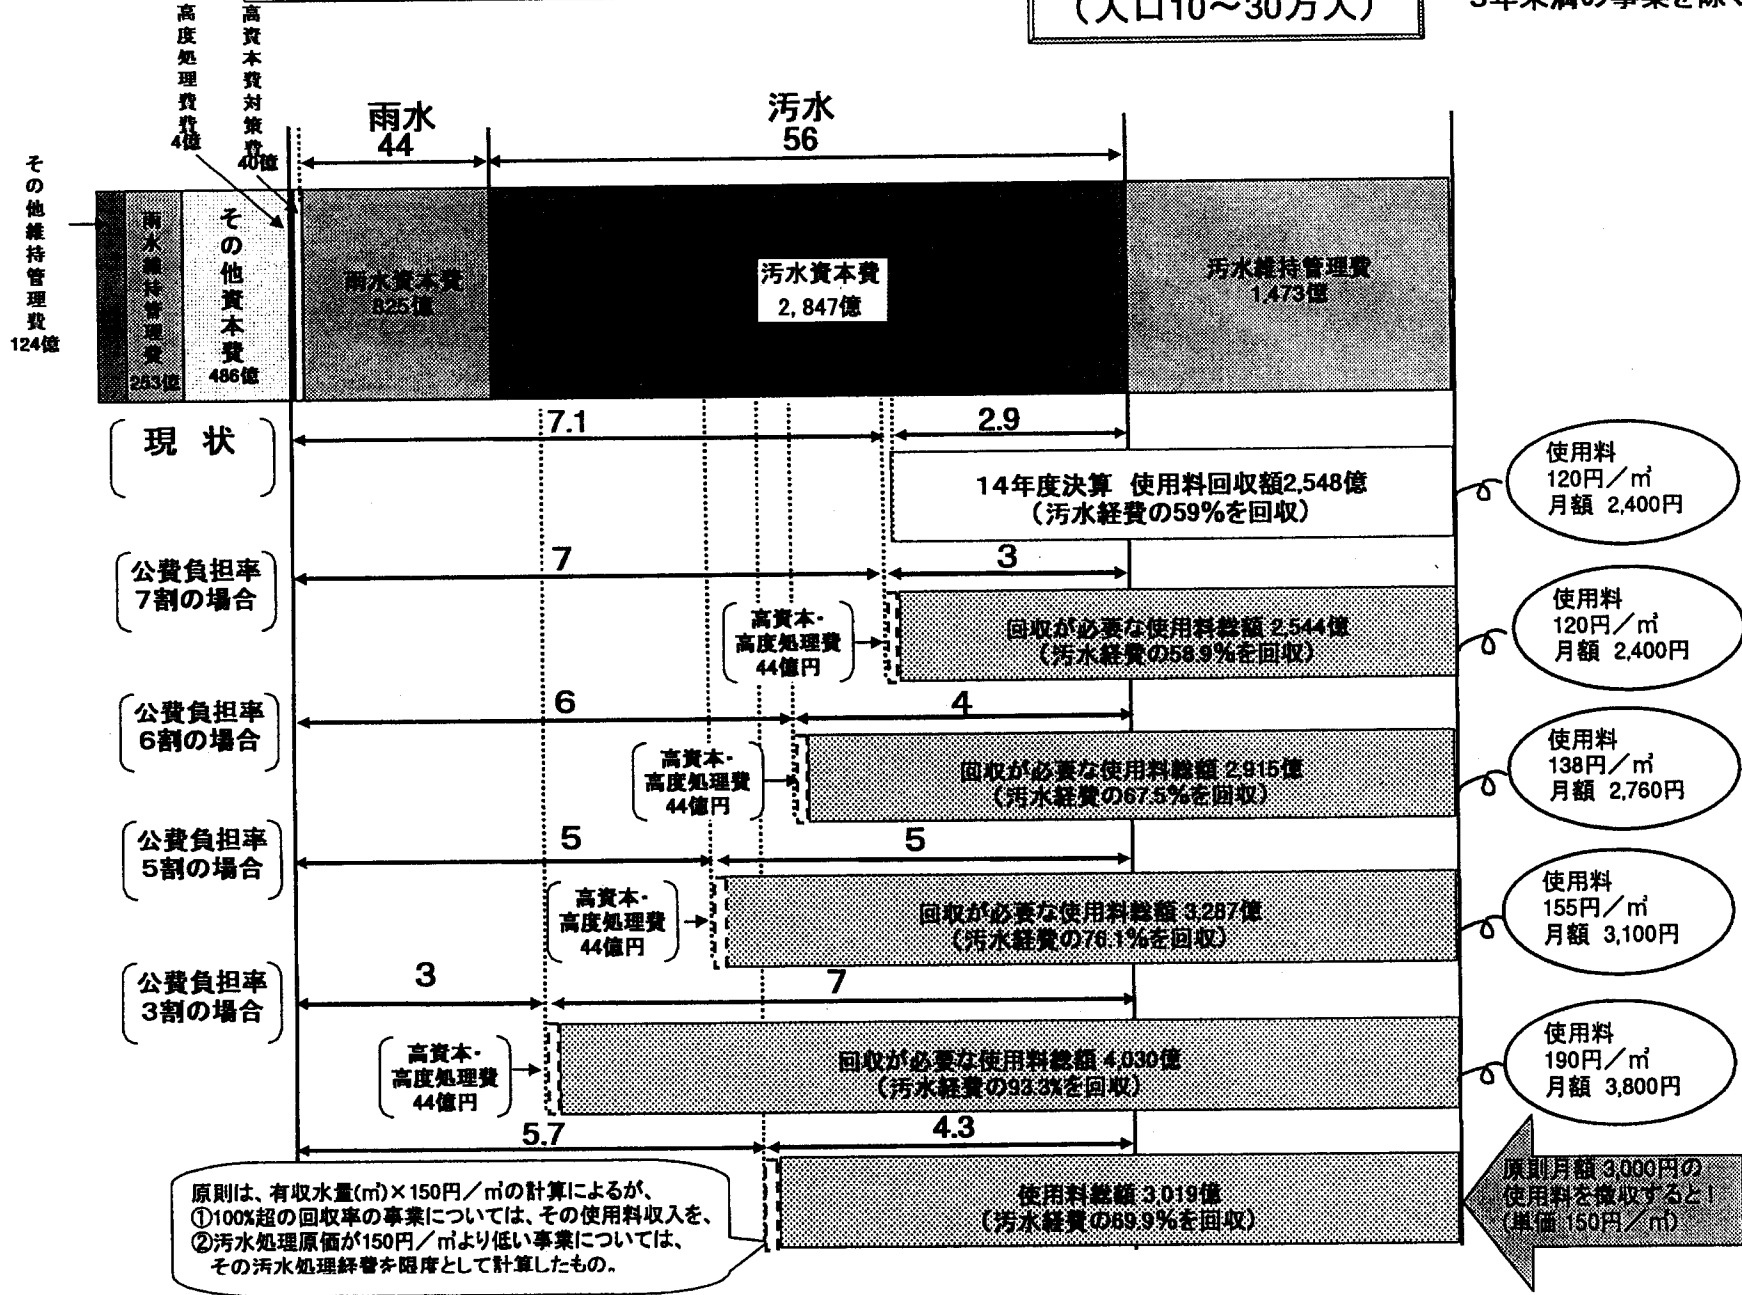 (人口10～30万人)
高度処理費
4億
高資本費対策費
40億
雨水
44
汚水
56
その他維持管理費
124億
雨水維持管理費
253億
その他資本費
486億
雨水資本費
825億
汚水資本費
2,847億
汚水維持管理費
1,473億
現 状
7.1
2.9
14年度決算 使用料回収額2,548億
(汚水経費の59%を回収)
使用料
120円／㎥
月額 2,400円
公費負担率
7割の場合
7
3
高資本・
高度処理費
44億円
回収が必要な使用料総額 2,544億
(汚水経費の58.9%を回収)
使用料
120円／㎥
月額 2,400円
公費負担率
6割の場合
6
4
高資本・
高度処理費
44億円
回収が必要な使用料総額 2,915億
(汚水経費の67.5%を回収)
使用料
138円／㎥
月額 2,760円
公費負担率
5割の場合
5
5
高資本・
高度処理費
44億円
回収が必要な使用料総額 3,287億
(汚水経費の76.1%を回収)
使用料
155円／㎥
月額 3,100円
公費負担率
3割の場合
3
7
高資本・
高度処理費
44億円
回収が必要な使用料総額 4,030億
(汚水経費の93.3%を回収)
使用料
190円／㎥
月額 3,800円
5.7
4.3
原則は、有収水量(㎥)×150円／㎥の計算によるが、
①100%超の回収率の事業については、その使用料収入を、
②汚水処理原価が150円／㎥より低い事業については、
その汚水処理経費を限度として計算したもの。
使用料総額 3,019億
(汚水経費の69.9%を回収)
原則月額 3,000円の
使用料を徴収すると！
(単価 150円／㎥)